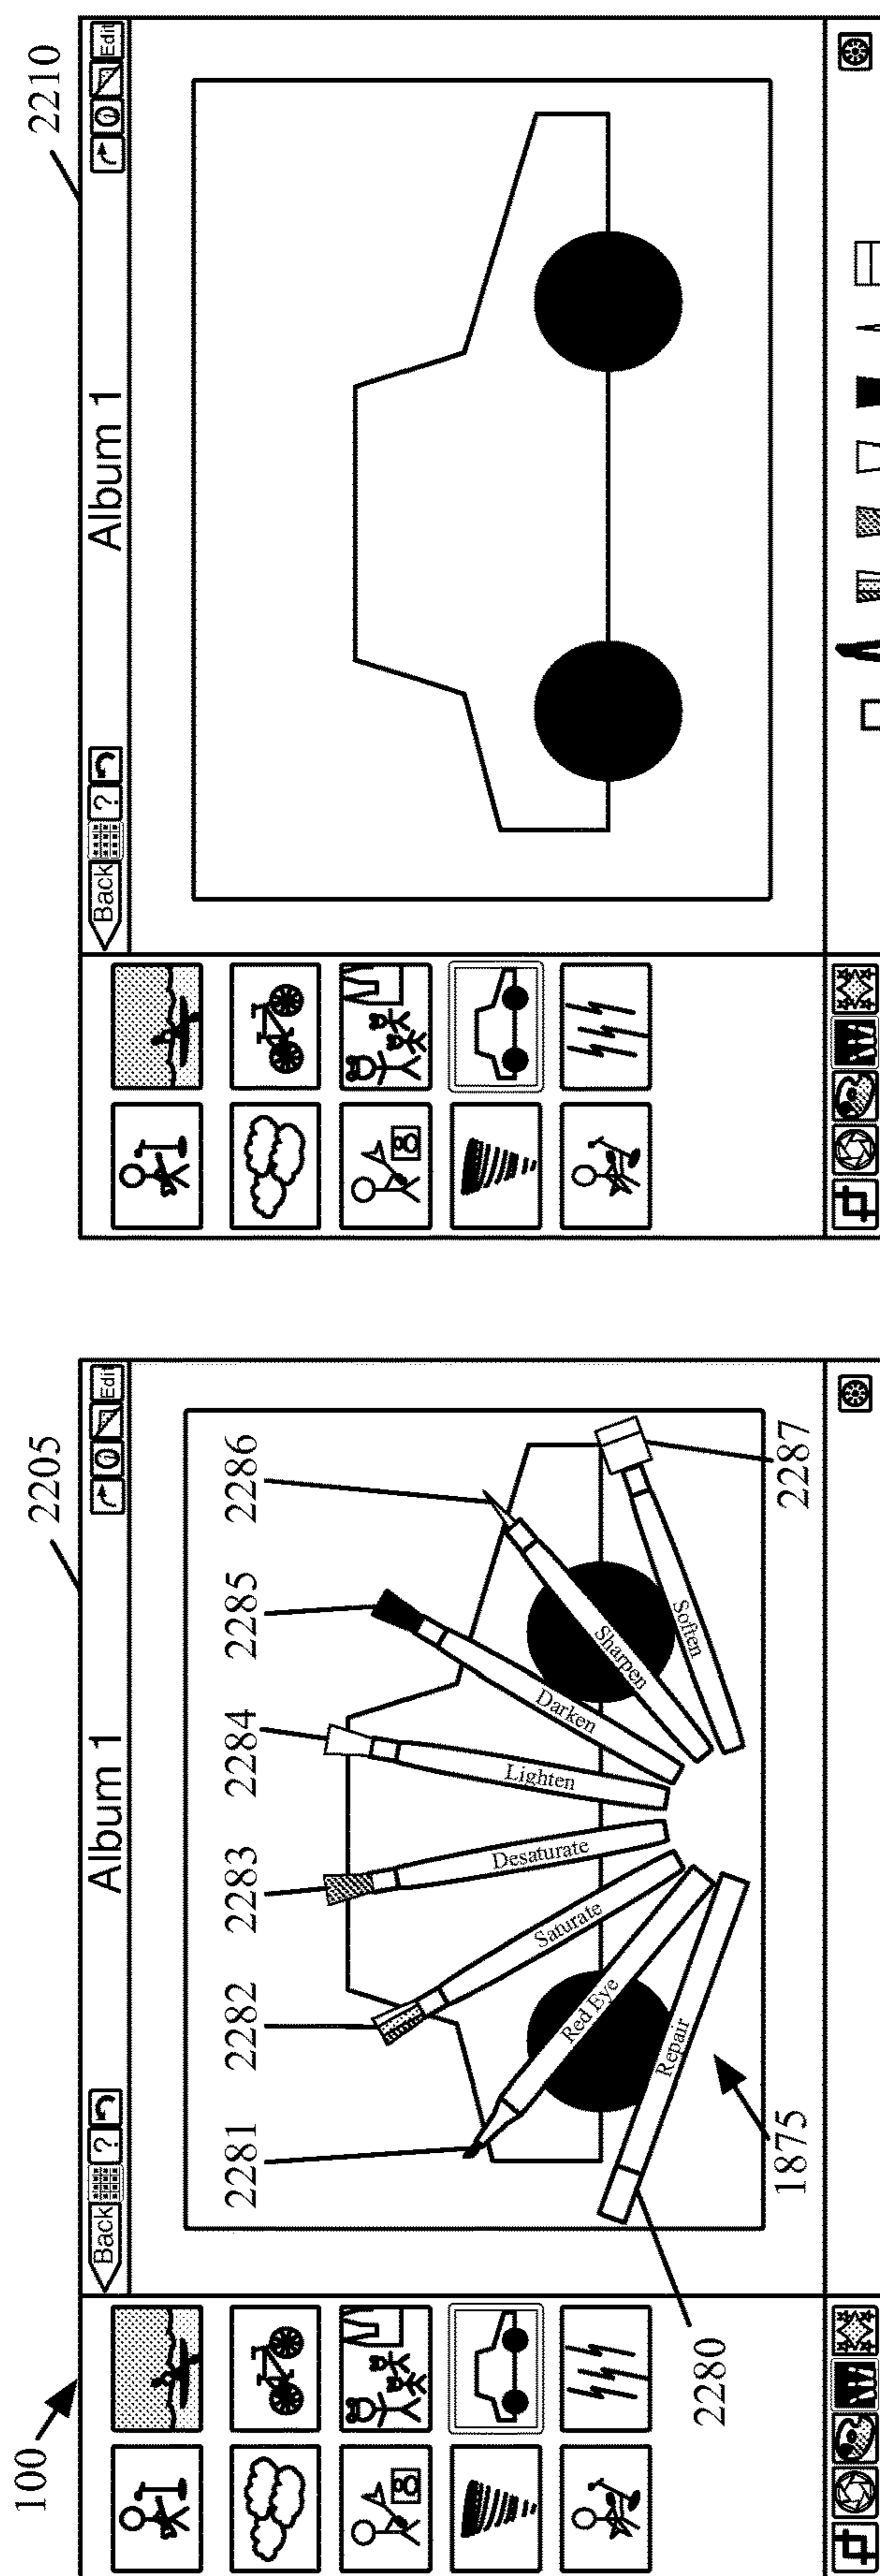 100
2205
Back ? Album 1 Edit
2281 2282 2283 2284 2285 2286
Repair
Red Eye
Saturate
Desaturate
Lighten
Darken
Sharpen
Soften
2280
1875
2287
2210
Back ? Album 1 Edit